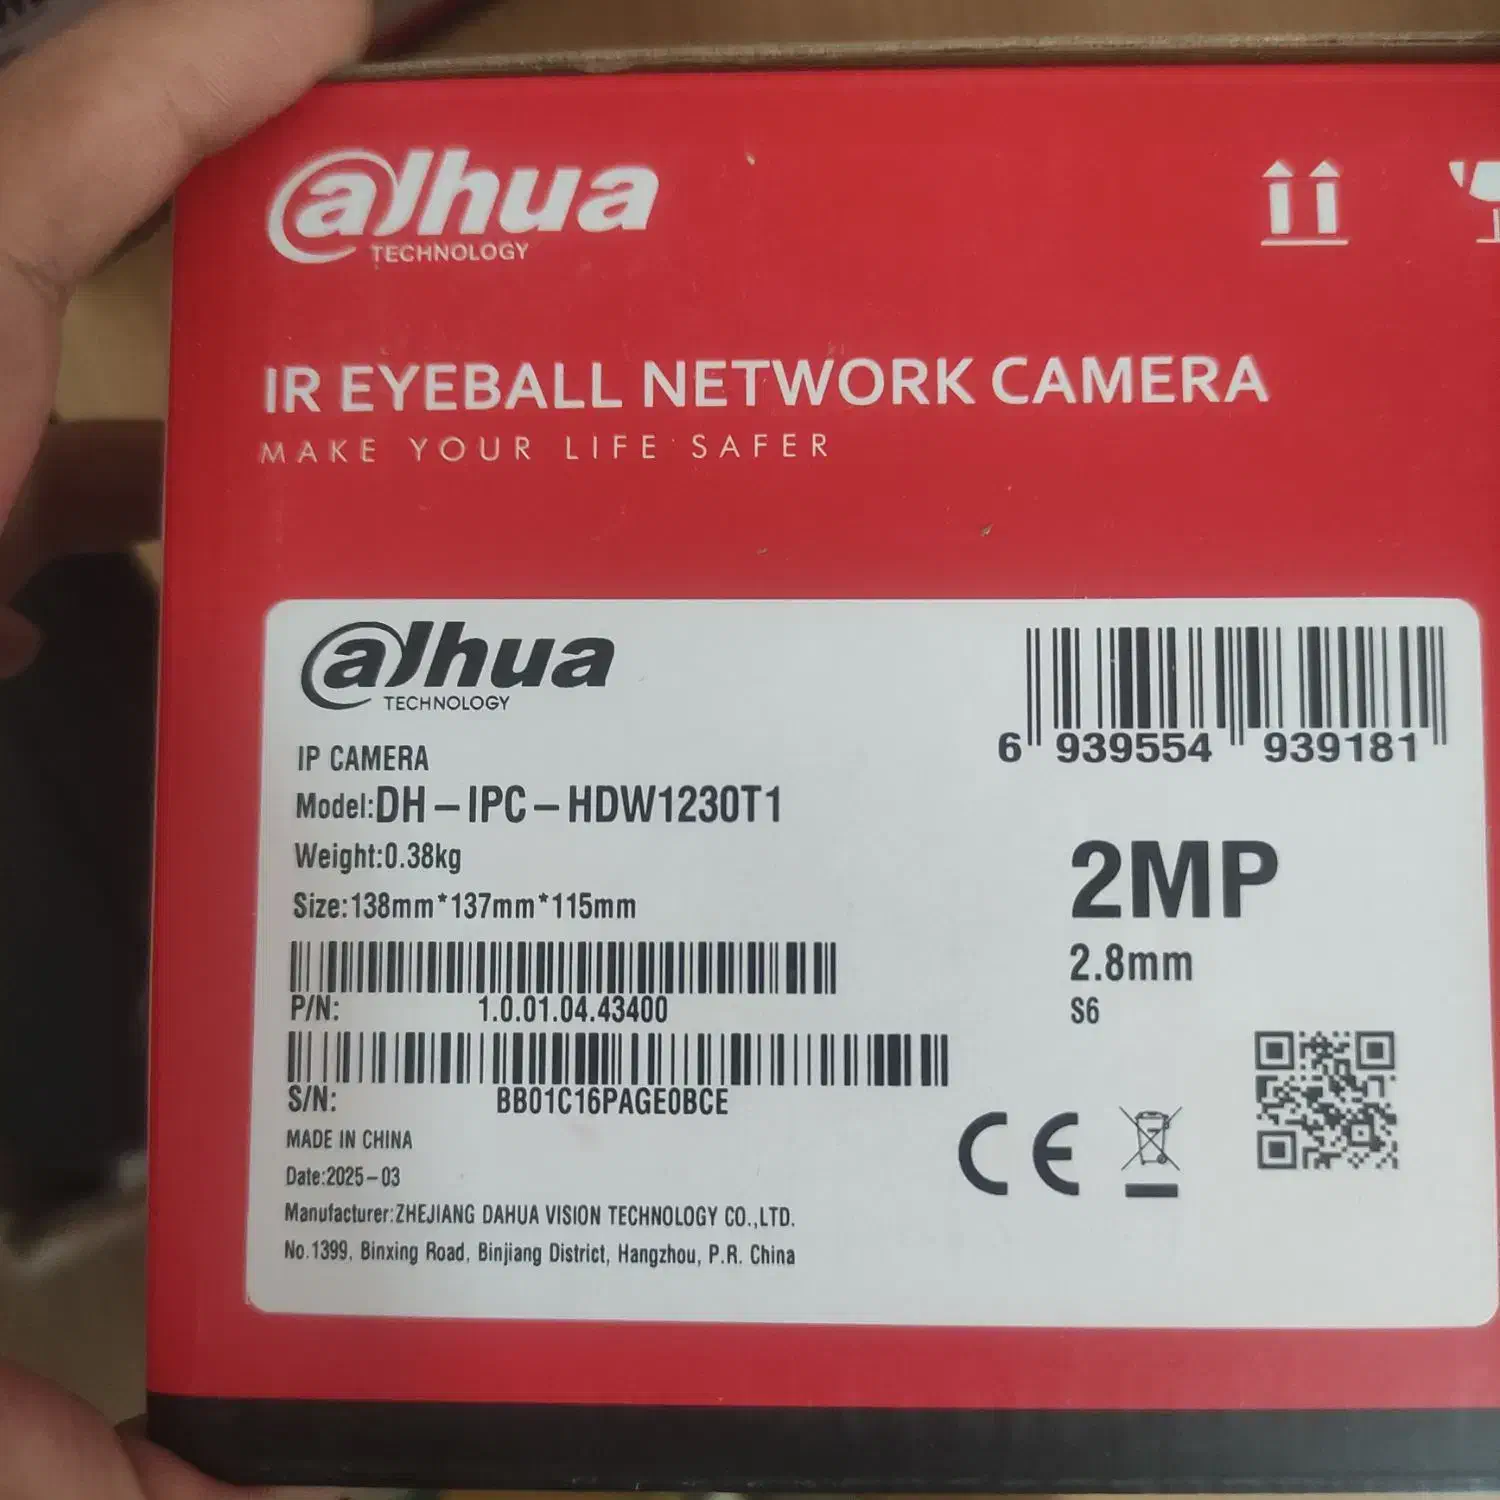 alhua
TECHNOLOGY
IR EYEBALL NETWORK CAMERA
MAKE YOUR LIFE SAFER
alhua
TECHNOLOGY
6 939554 939181
IP CAMERA
Model:DH-IPC-HDW1230T1
Weight:0.38kg
Size:138mm*137mm*115mm
2MP
2.8mm
S6
P/N: 1.0.01.04.43400
S/N: BB01C16PAGE0BCE
MADE IN CHINA
Date:2025-03
Manufacturer:ZHEJIANG DAHUA VISION TECHNOLOGY CO.,LTD.
No.1399, Binxing Road, Binjiang District, Hangzhou, P.R. China
CE